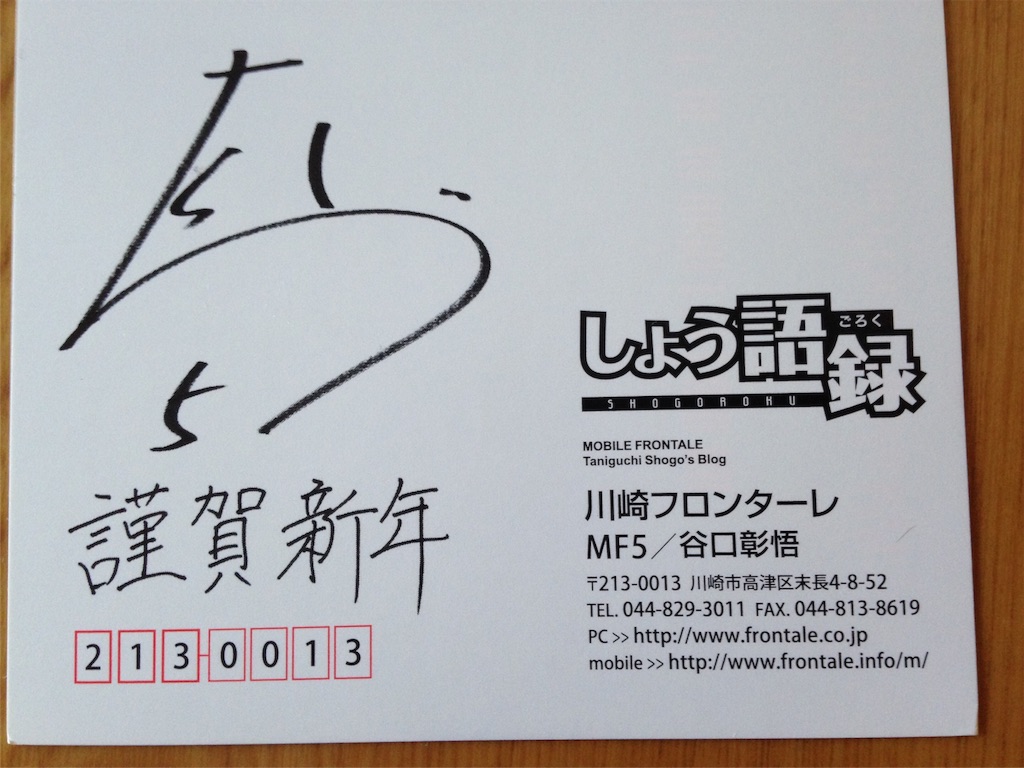 5
謹賀新年
213-0013
しょう語録
ごろく
SHOGOROKU
MOBILE FRONTALE
Taniguchi Shogo's Blog
川崎フロンターレ
MF5／谷口彰悟
〒213-0013 川崎市高津区末長4-8-52
TEL. 044-829-3011 FAX. 044-813-8619
PC >> http://www.frontale.co.jp
mobile >> http://www.frontale.info/m/